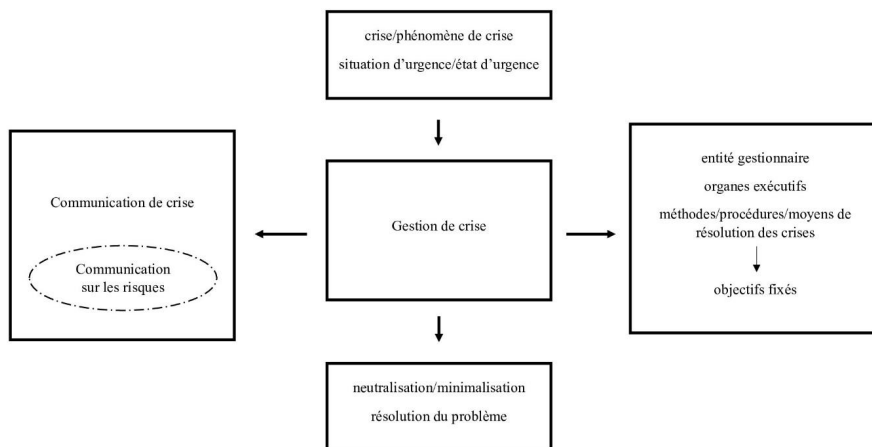 crise/phénomène de crise
situation d'urgence/état d'urgence
Communication de crise
Communication
sur les risques
Gestion de crise
entité gestionnaire
organes exécutifs
méthodes/procédures/moyens de
résolution des crises
objectifs fixés
neutralisation/minimalisation
résolution du problème